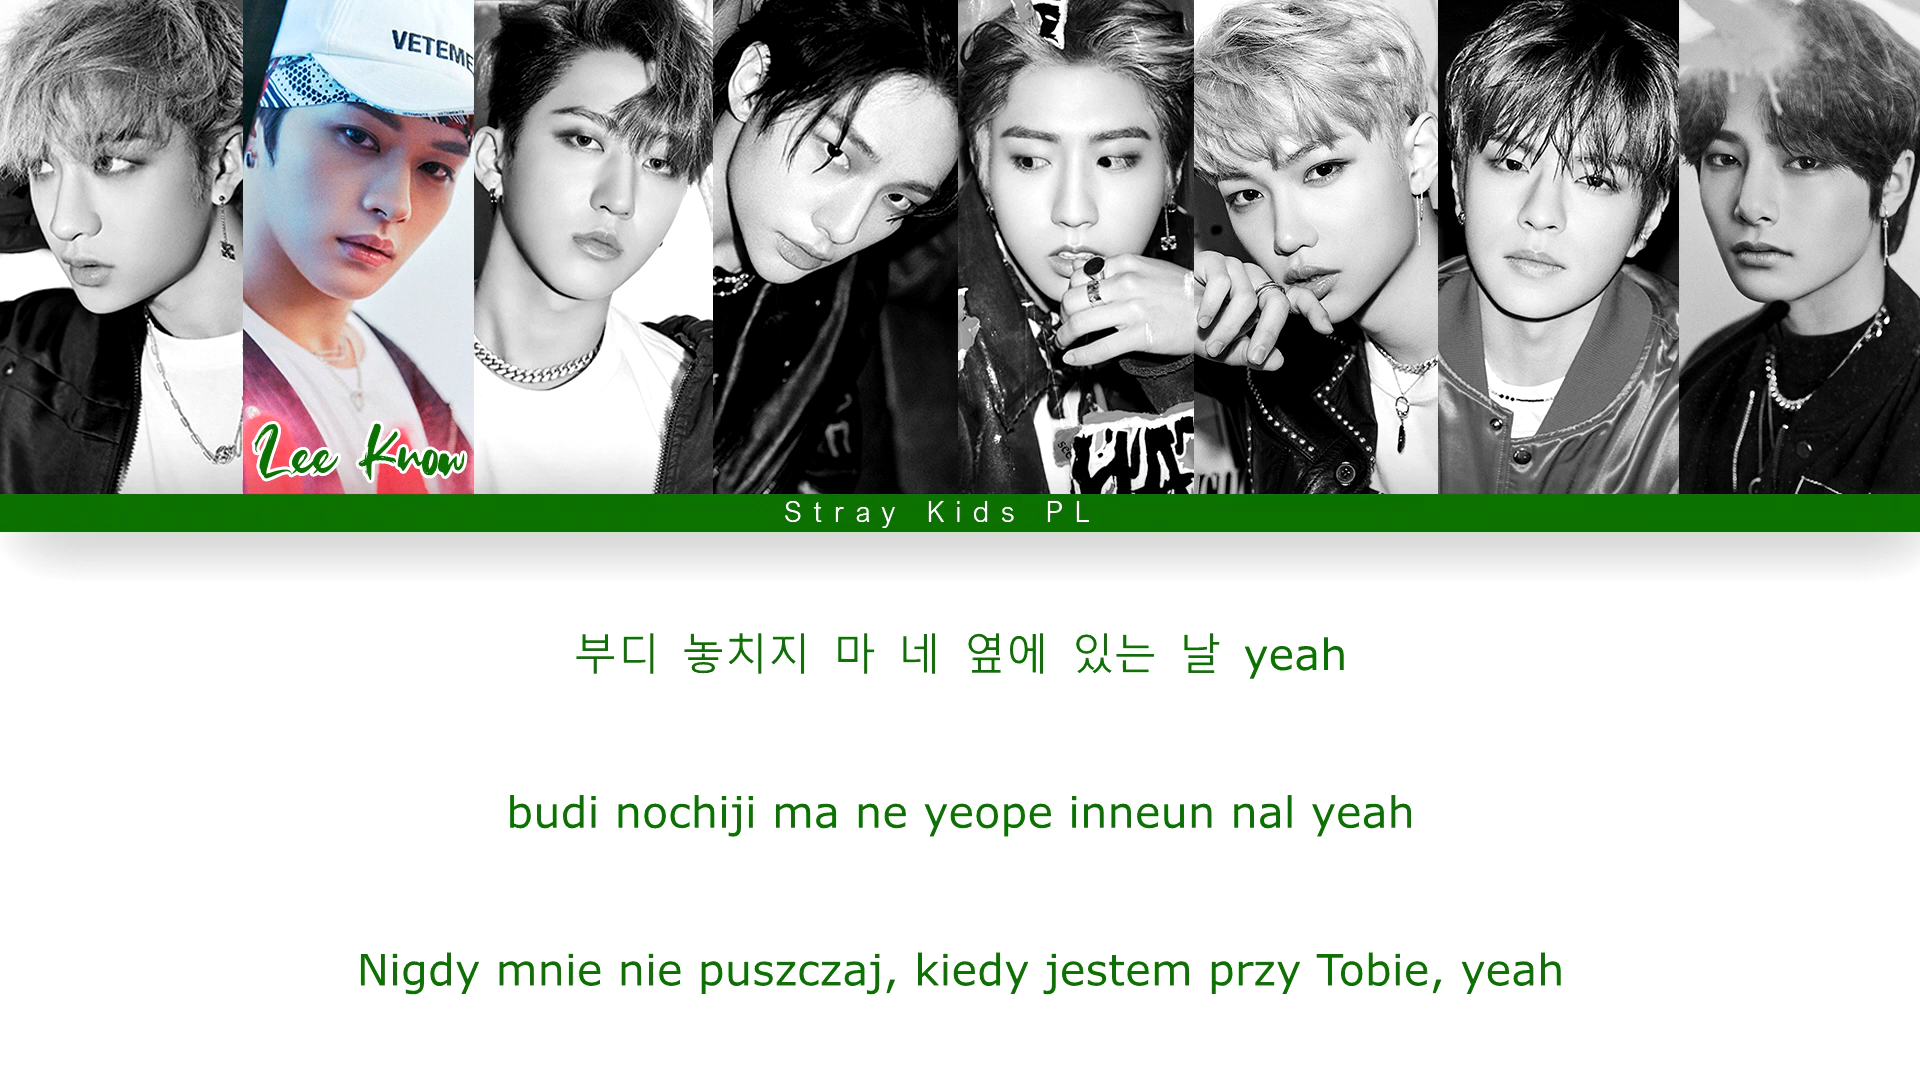 VETEME
Lee Know
Stray Kids PL
부디 놓치지 마 네 옆에 있는 날 yeah
budi nochiji ma ne yeope inneun nal yeah
Nigdy mnie nie puszczaj, kiedy jestem przy Tobie, yeah